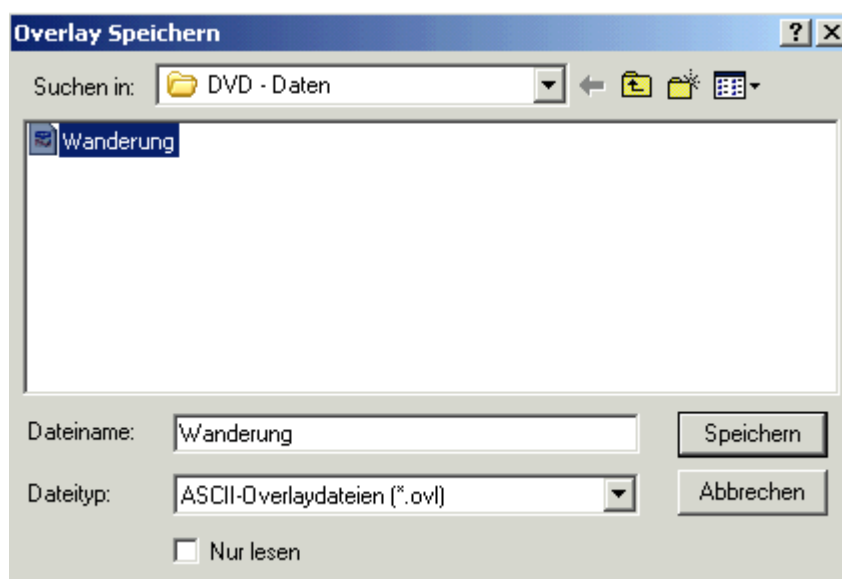 Overlay Speichern
Suchen in: DVD - Daten
Wanderung
Dateiname: Wanderung Speichern
Dateityp: ASCII-Overlaydateien (*.ovl) Abbrechen
Nur lesen